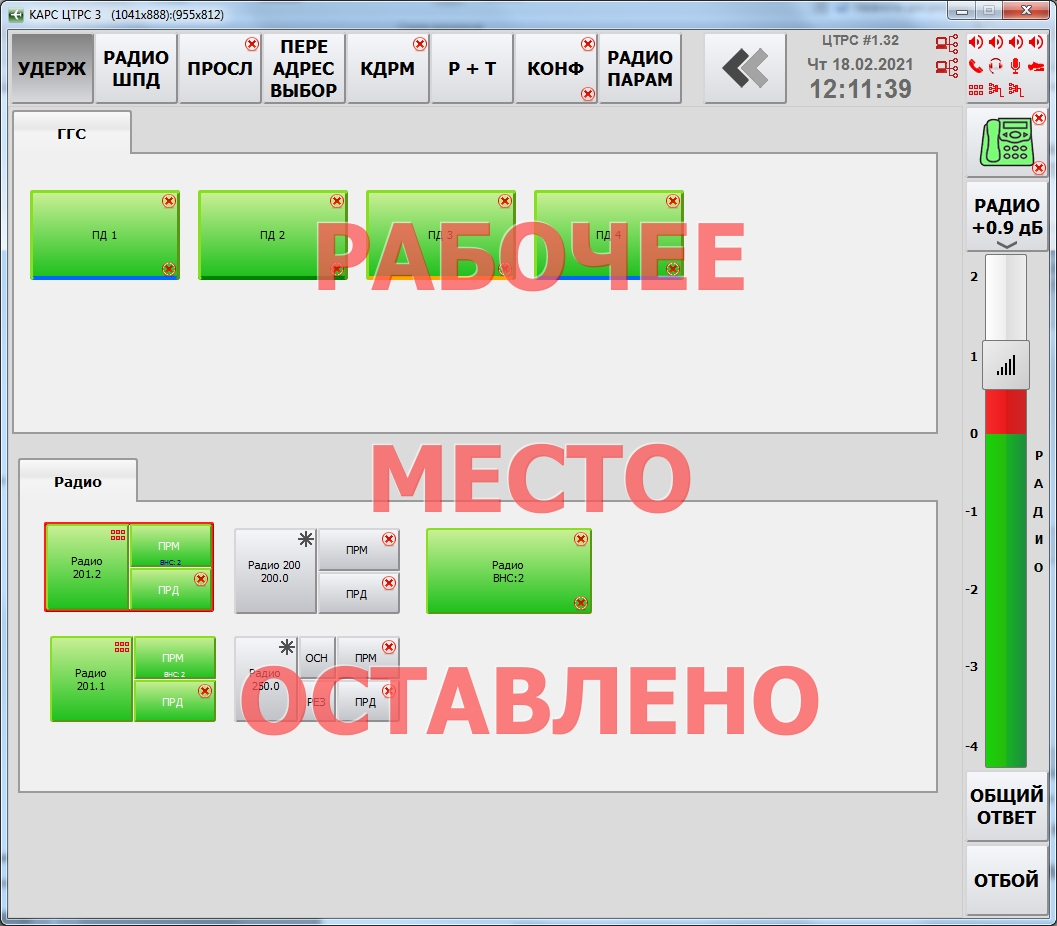 КАРС ЦТРС 3 (1041x888):(955x812)
УДЕРЖ
РАДИО
ШПД
ПРОСЛ
ПЕРЕ
АДРЕС
ВЫБОР
КДРМ
Р + Т
КОНФ
РАДИО
ПАРАМ
ЦТРС #1.32
Чт 18.02.2021
12:11:39
ГГС
ПД 1
ПД 2
ПД 3
ПД 4
РАБОЧЕЕ
МЕСТО
ОСТАВЛЕНО
Радио
Радио
201.2
ПРМ
ВНС:2
ПРД
Радио 200
200.0
ПРМ
ПРД
Радио
ВНС:2
Радио
201.1
ПРМ
ВНС:2
ПРД
Радио
250.0
ОСН
РЕЗ
ПРМ
ПРД
РАДИО
+0.9 дБ
2
1
0
-1
-2
-3
-4
Р
А
Д
И
О
ОБЩИЙ
ОТВЕТ
ОТБОЙ